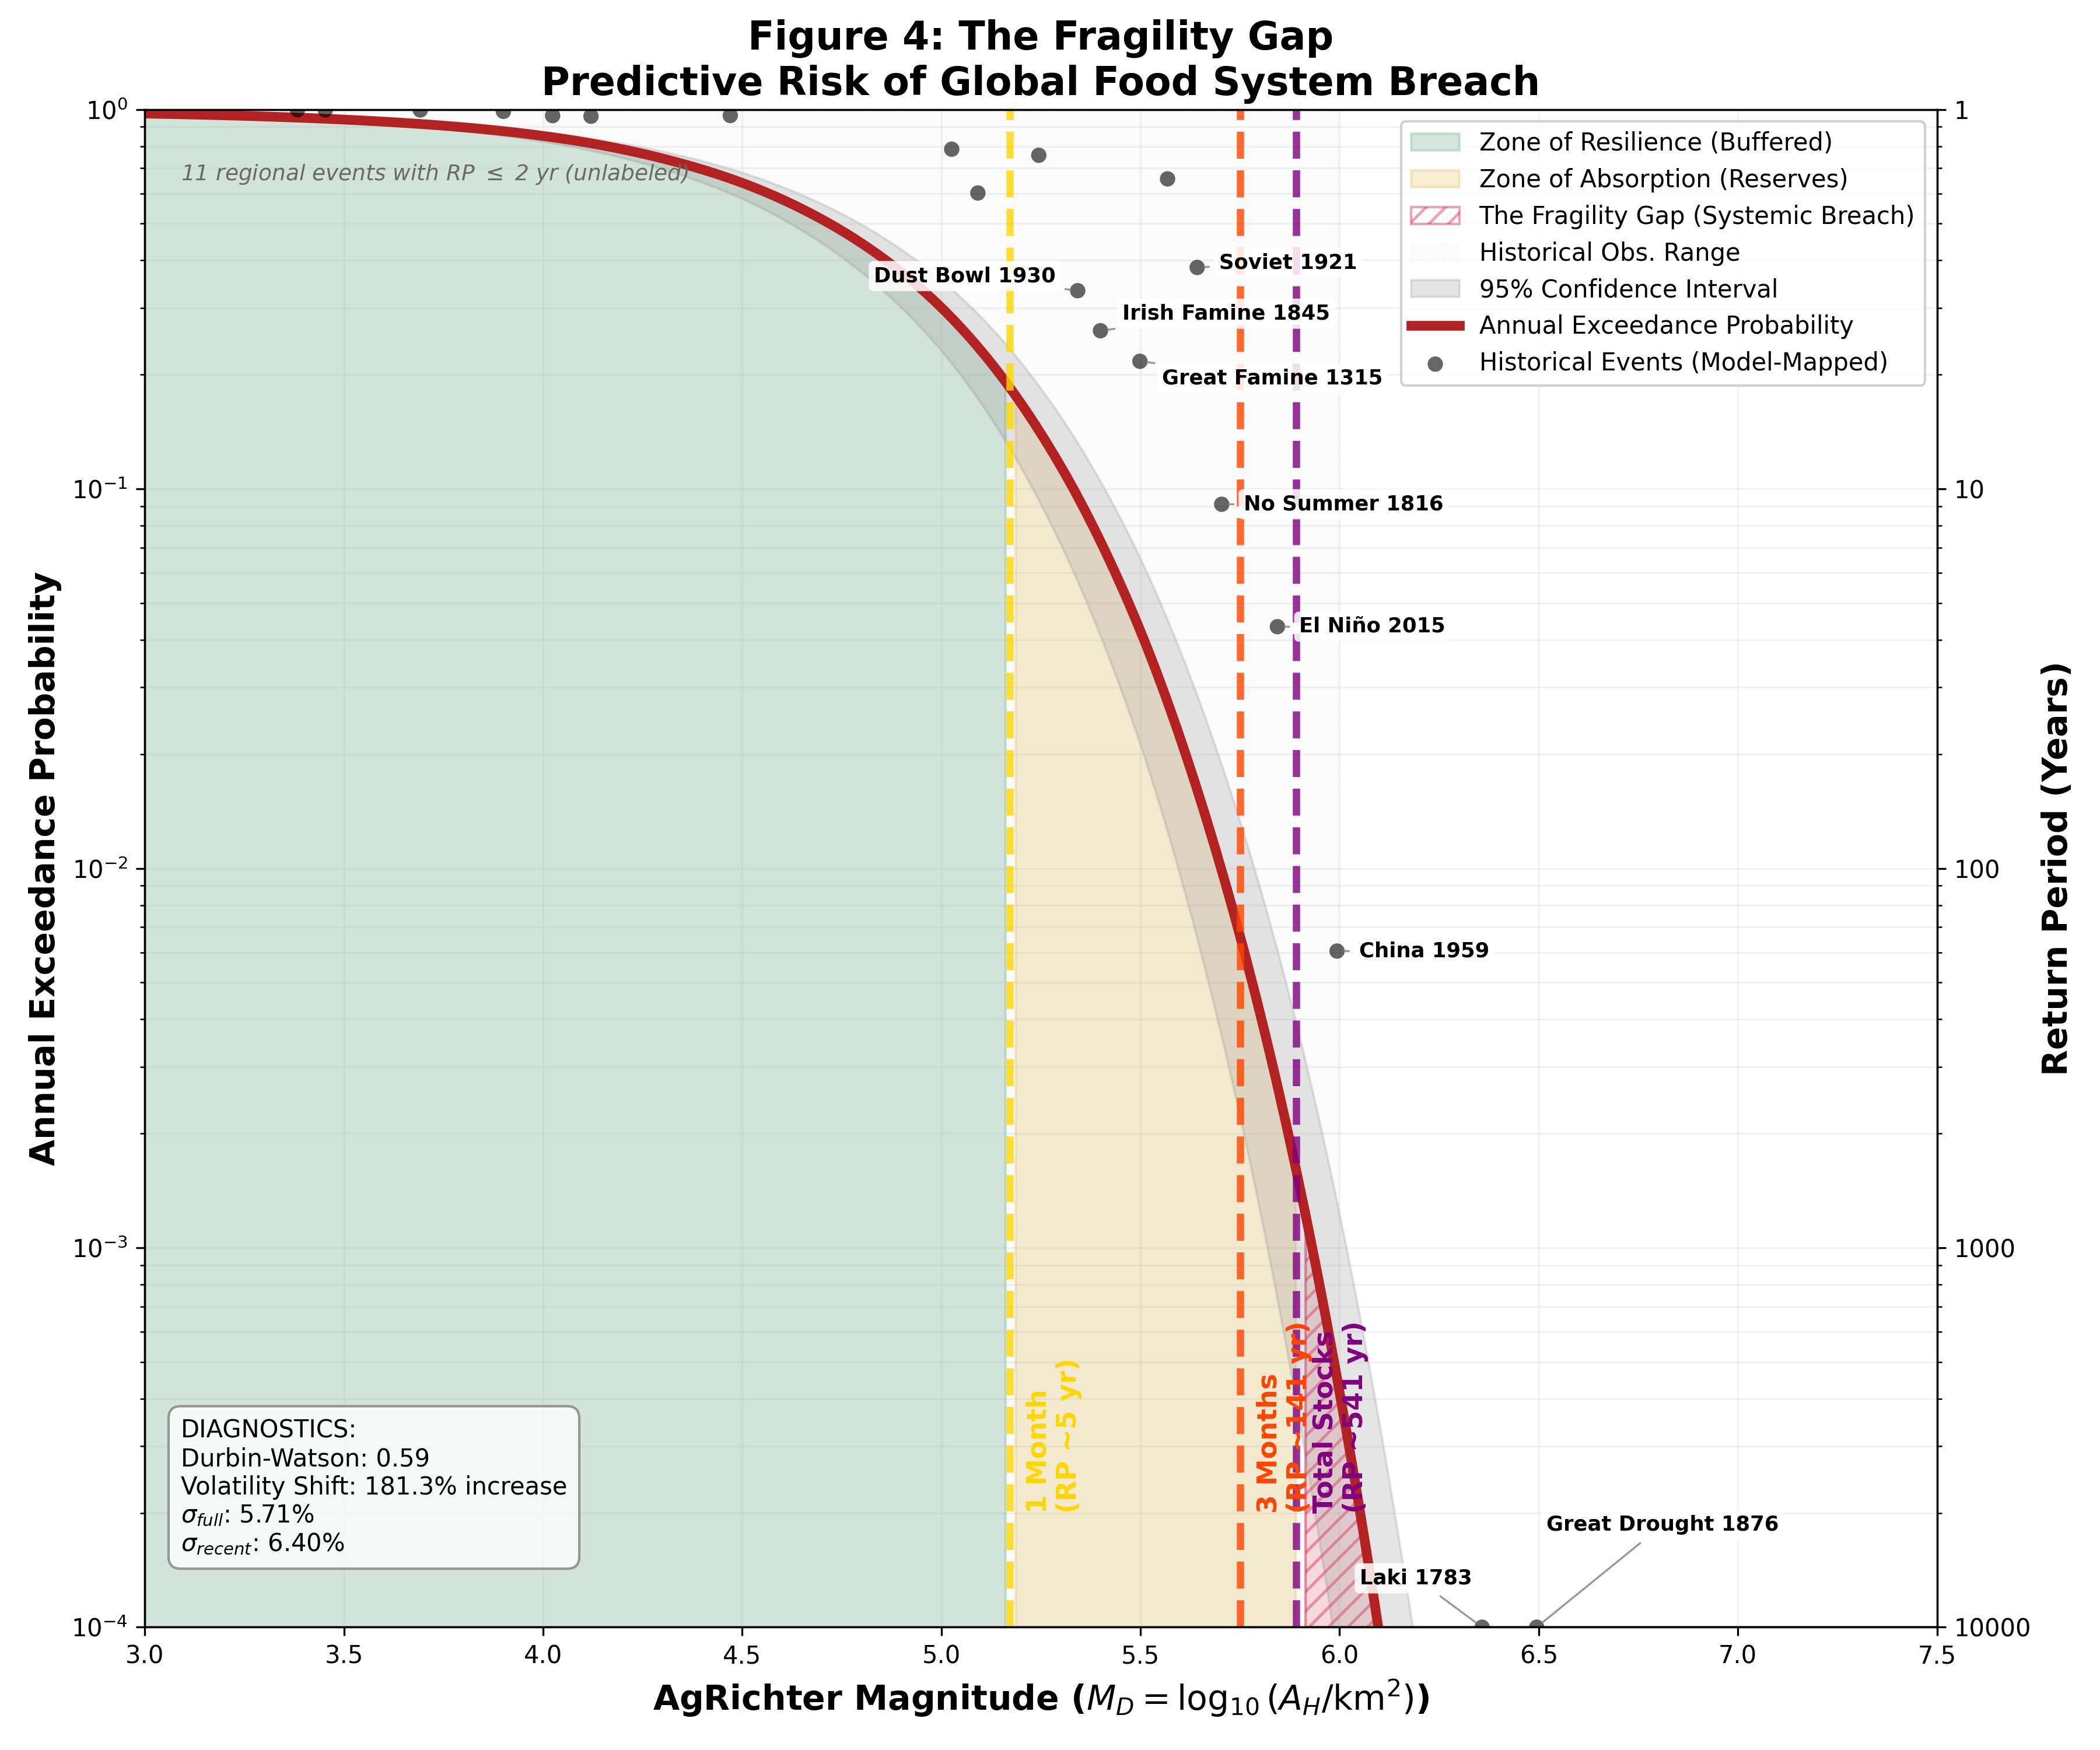 Figure 4: The Fragility Gap
Predictive Risk of Global Food System Breach
Zone of Resilience (Buffered)
Zone of Absorption (Reserves)
The Fragility Gap (Systemic Breach)
Historical Obs. Range
95% Confidence Interval
Annual Exceedance Probability
Historical Events (Model-Mapped)
11 regional events with RP ≤ 2 yr (unlabeled)
Soviet 1921
Dust Bowl 1930
Irish Famine 1845
Great Famine 1315
No Summer 1816
El Niño 2015
China 1959
Great Drought 1876
Laki 1783
1 Month
(RP ~5 yr)
3 Months
(RP ~141 yr)
Total Stocks
(RP ~541 yr)
DIAGNOSTICS:
Durbin-Watson: 0.59
Volatility Shift: 181.3% increase
σ_full: 5.71%
σ_recent: 6.40%
Annual Exceedance Probability
10⁰
10⁻¹
10⁻²
10⁻³
10⁻⁴
Return Period (Years)
1
10
100
1000
10000
3.0 3.5 4.0 4.5 5.0 5.5 6.0 6.5 7.0 7.5
AgRichter Magnitude (M_D = log₁₀ (A_H/km²))